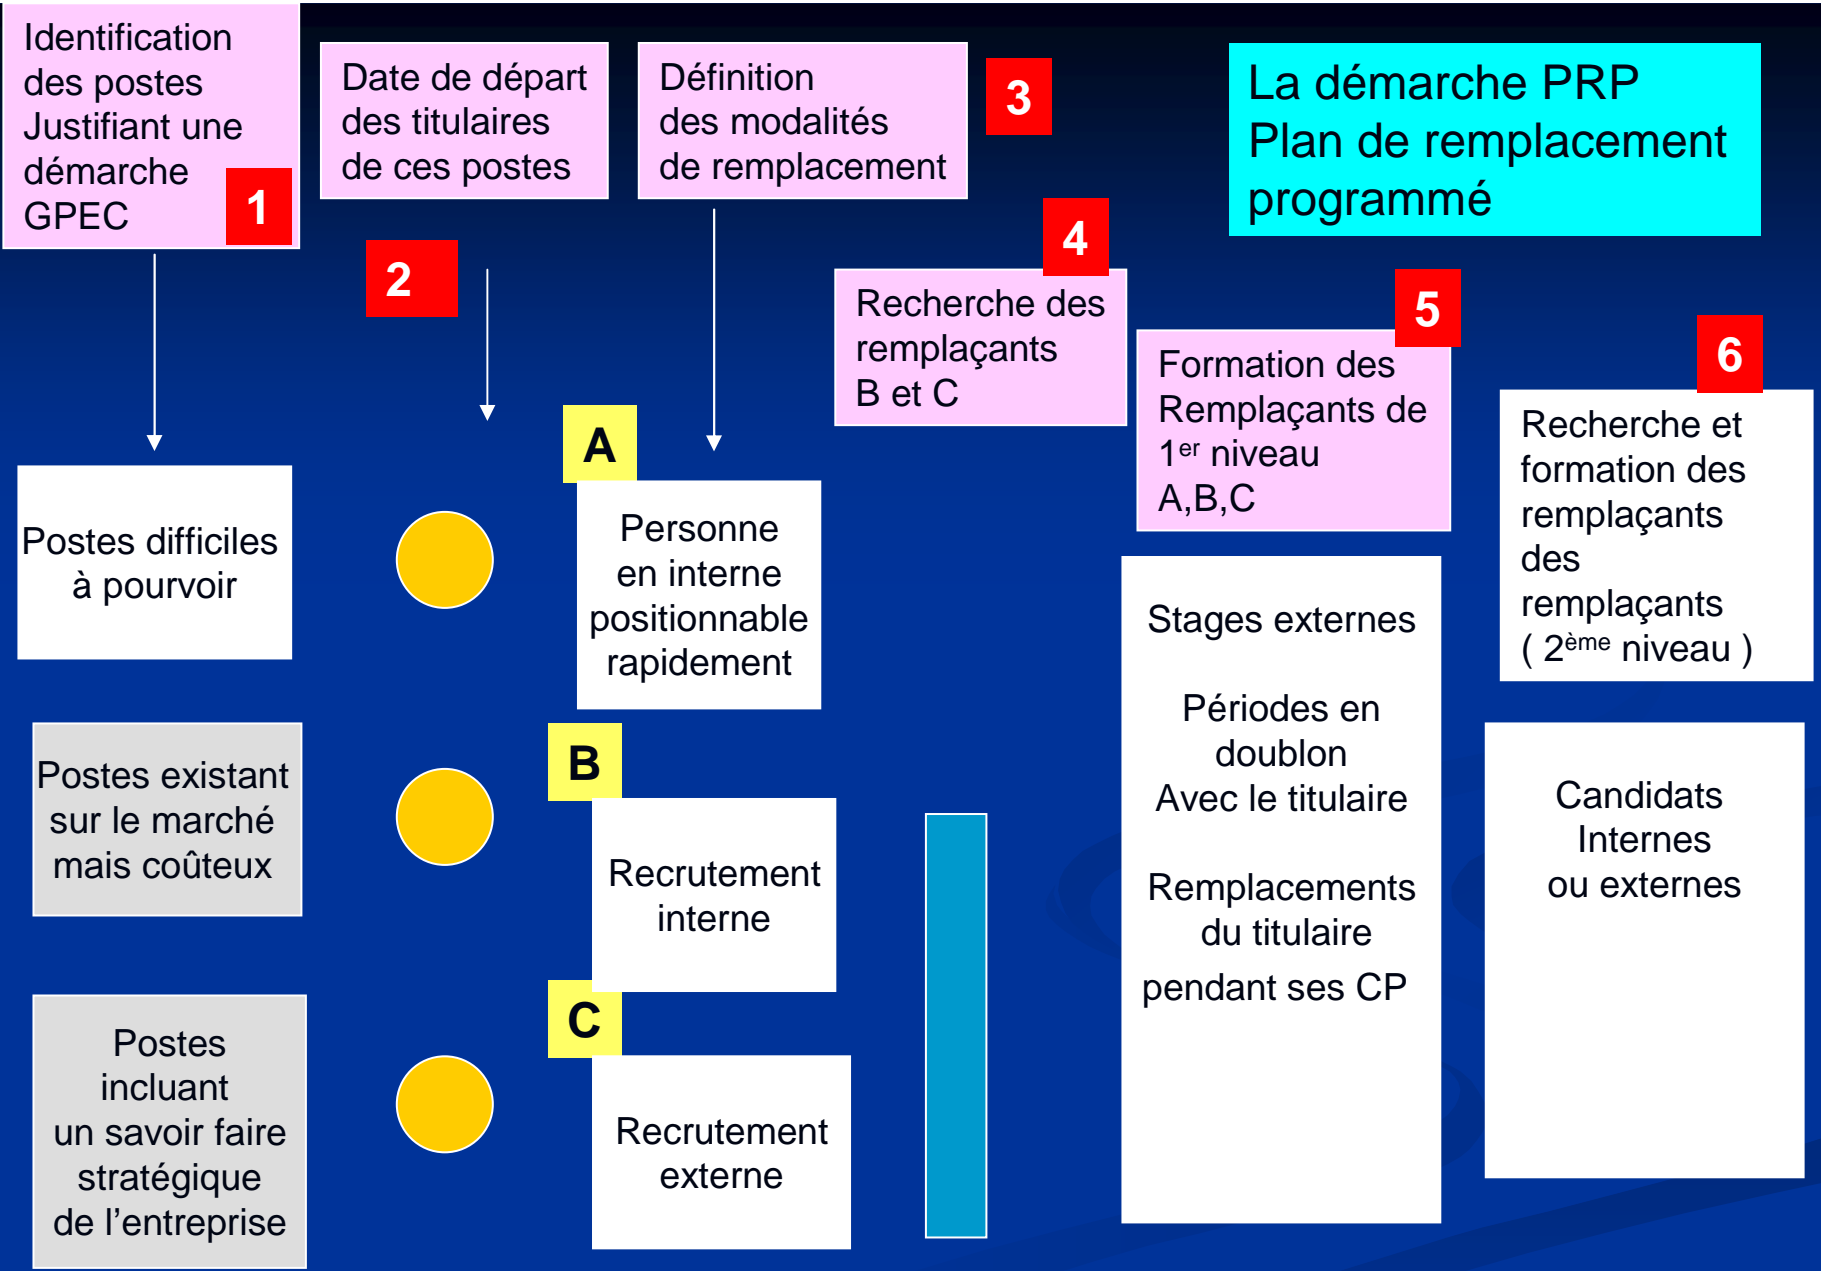 Identification
des postes
Justifiant une
démarche
GPEC
1
Date de départ
des titulaires
de ces postes
2
Définition
des modalités
de remplacement
3
La démarche PRP
Plan de remplacement
programmé
4
Recherche des
remplaçants
B et C
5
Formation des
Remplaçants de
1er niveau
A,B,C
6
Recherche et
formation des
remplaçants
des
remplaçants
( 2ème niveau )
Postes difficiles
à pourvoir
A
Personne
en interne
positionnable
rapidement
Postes existant
sur le marché
mais coûteux
B
Recrutement
interne
Postes
incluant
un savoir faire
stratégique
de l’entreprise
C
Recrutement
externe
Stages externes
Périodes en
doublon
Avec le titulaire
Remplacements
du titulaire
pendant ses CP
Candidats
Internes
ou externes